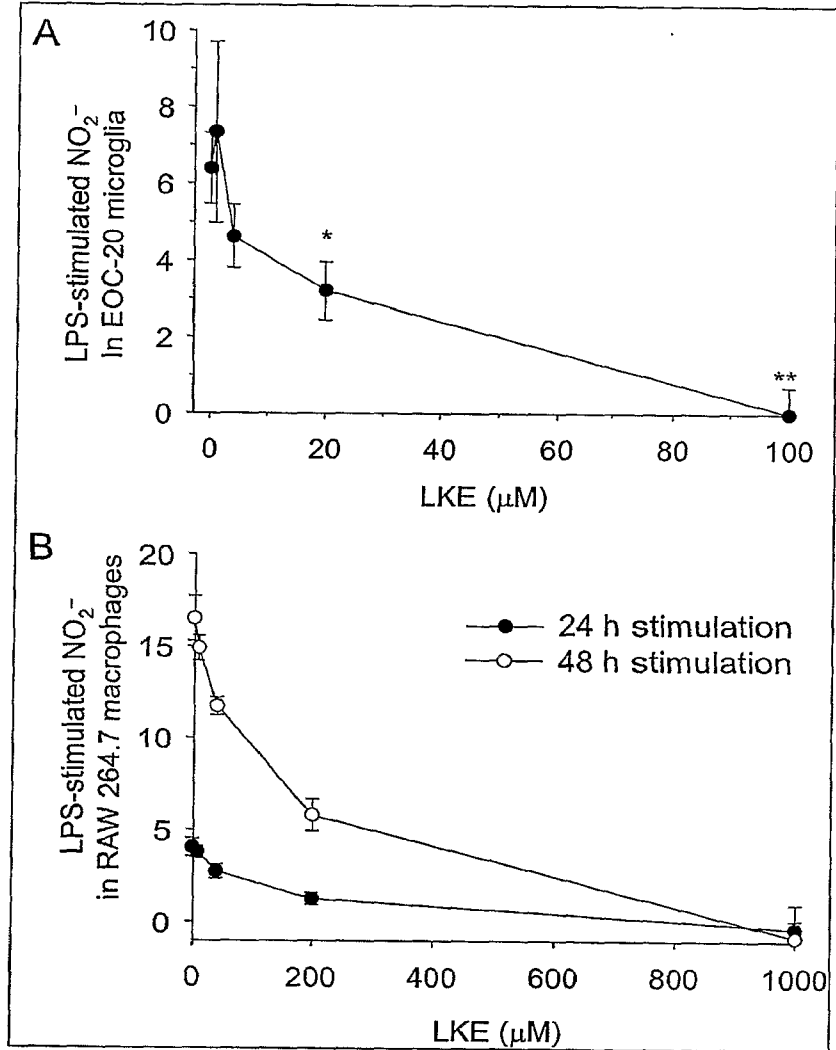 A
LPS-stimulated NO₂⁻
In EOC-20 microglia
10
8
6
4
2
0
*
**
0 20 40 60 80 100
LKE (μM)
B
LPS-stimulated NO₂⁻
in RAW 264.7 macrophages
20
15
10
5
0
24 h stimulation
48 h stimulation
0 200 400 600 800 1000
LKE (μM)